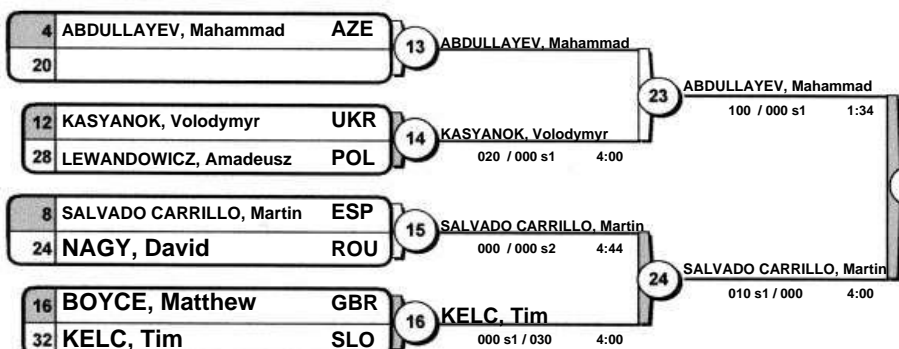 4 ABDULLAYEV, Mahammad AZE
20
13
ABDULLAYEV, Mahammad
12 KASYANOK, Volodymyr UKR
28 LEWANDOWICZ, Amadeusz POL
14
KASYANOK, Volodymyr
020 / 000 s1 4:00
23
ABDULLAYEV, Mahammad
100 / 000 s1 1:34
8 SALVADO CARRILLO, Martin ESP
24 NAGY, David ROU
15
SALVADO CARRILLO, Martin
000 / 000 s2 4:44
16 BOYCE, Matthew GBR
32 KELC, Tim SLO
16
KELC, Tim
000 s1 / 030 4:00
24
SALVADO CARRILLO, Martin
010 s1 / 000 4:00